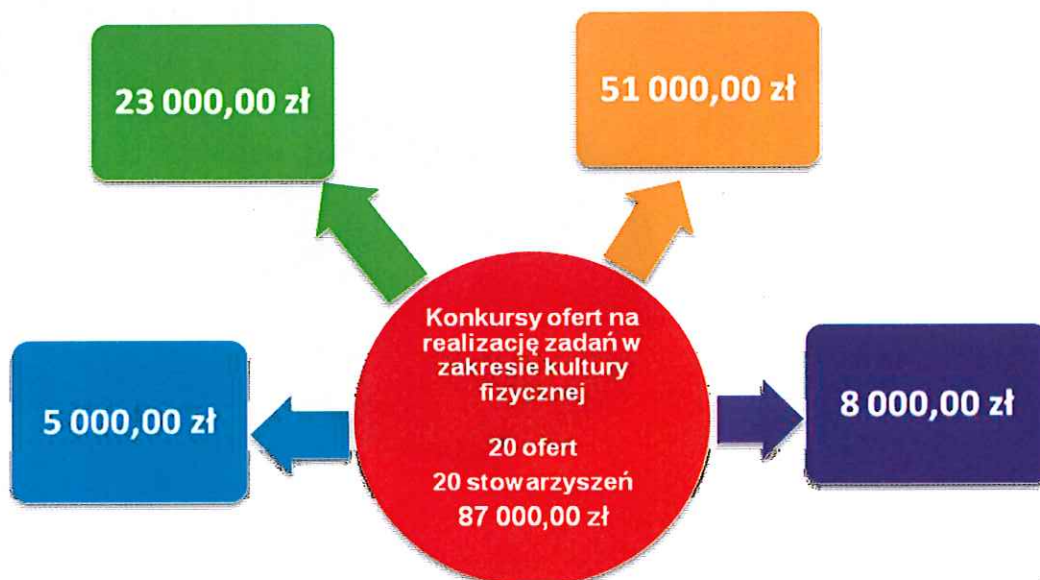 23 000,00 zł
51 000,00 zł
Konkursy ofert na
realizację zadań w
zakresie kultury
fizycznej
20 ofert
20 stowarzyszeń
87 000,00 zł
5 000,00 zł
8 000,00 zł